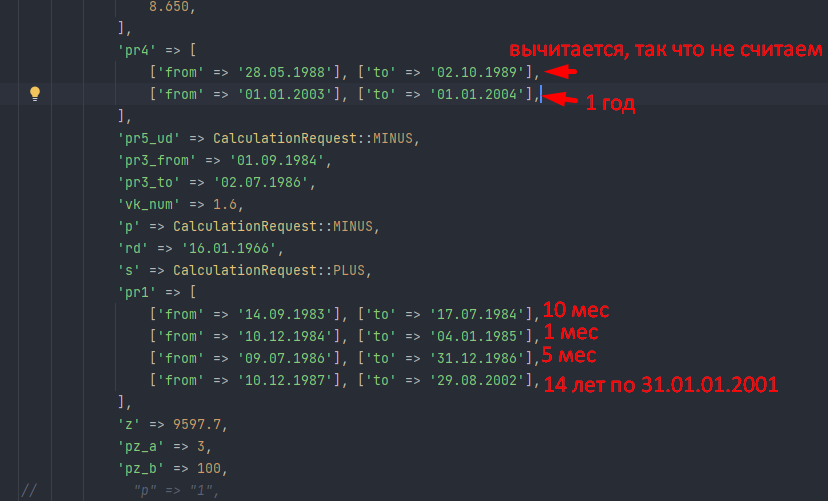 8.650,
],
'pr4' => [
вычитается, так что не считаем
['from' => '28.05.1988'], ['to' => '02.10.1989'],
['from' => '01.01.2003'], ['to' => '01.01.2004'], 1 год
],
'pr5_ud' => CalculationRequest::MINUS,
'pr3_from' => '01.09.1984',
'pr3_to' => '02.07.1986',
'vk_num' => 1.6,
'p' => CalculationRequest::MINUS,
'rd' => '16.01.1966',
's' => CalculationRequest::PLUS,
'pr1' => [
['from' => '14.09.1983'], ['to' => '17.07.1984'], 10 мес
['from' => '10.12.1984'], ['to' => '04.01.1985'], 1 мес
['from' => '09.07.1986'], ['to' => '31.12.1986'], 5 мес
['from' => '10.12.1987'], ['to' => '29.08.2002'], 14 лет по 31.01.01.2001
],
'z' => 9597.7,
'pz_a' => 3,
'pz_b' => 100,
// "p" => "1",